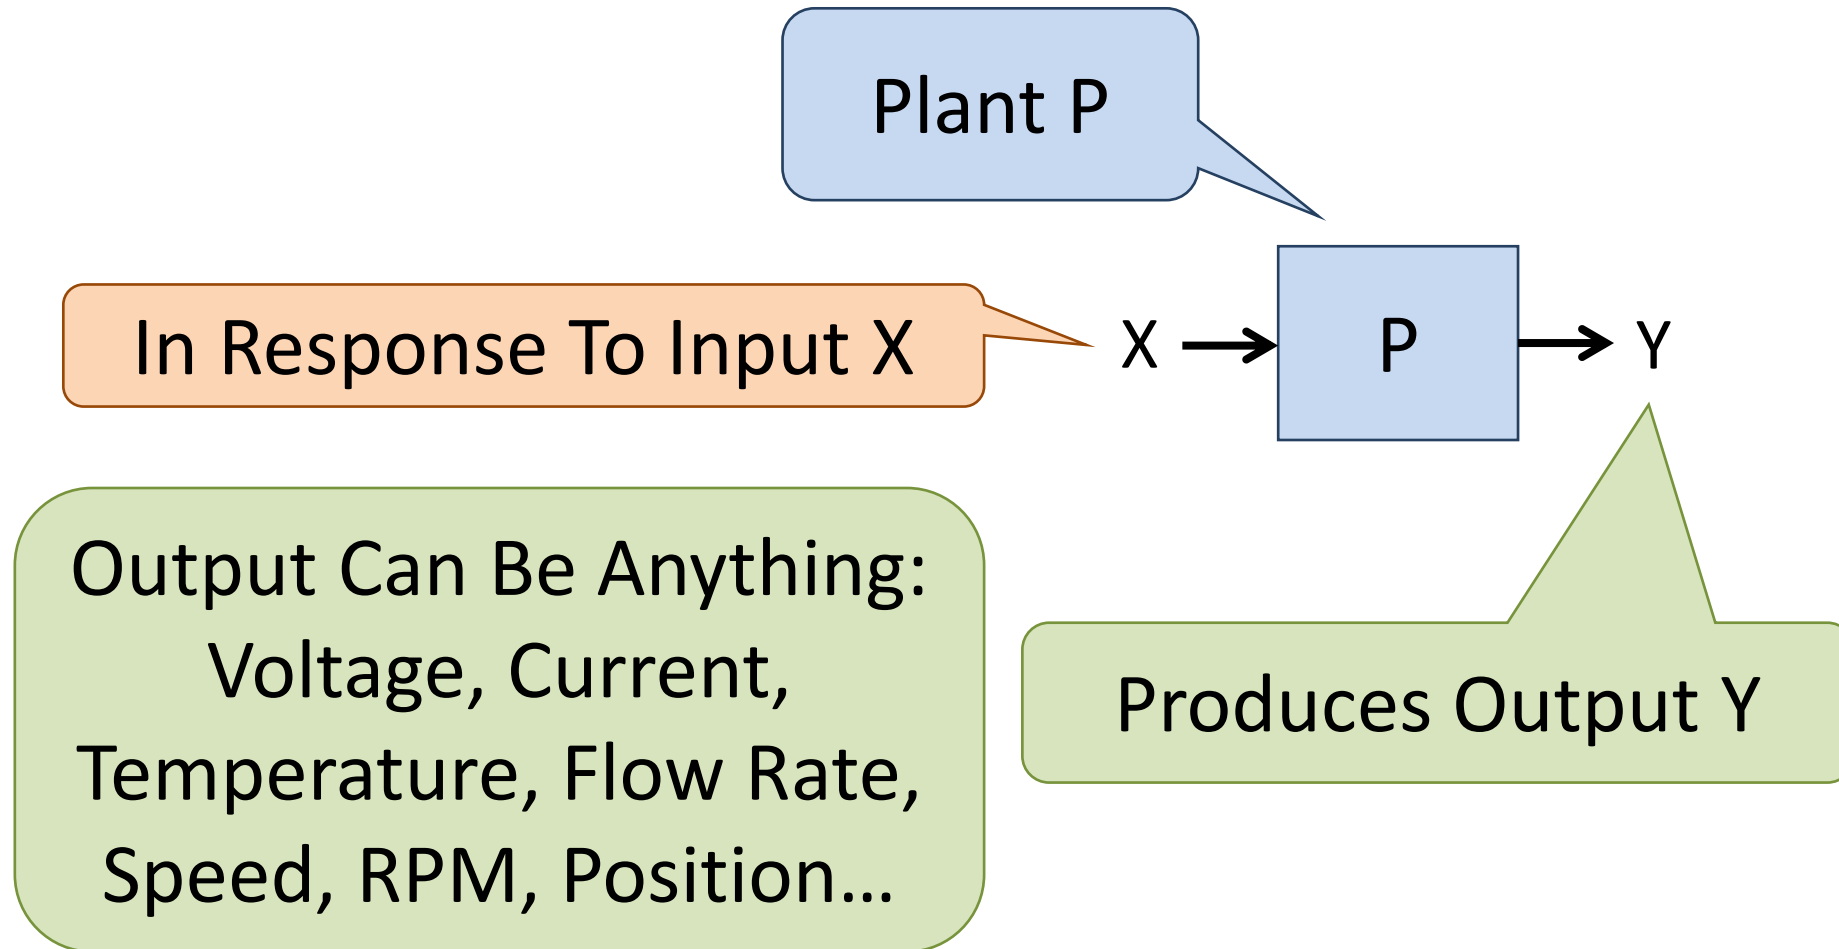 Plant P
In Response To Input X
X
P
Y
Output Can Be Anything:
Voltage, Current,
Temperature, Flow Rate,
Speed, RPM, Position…
Produces Output Y